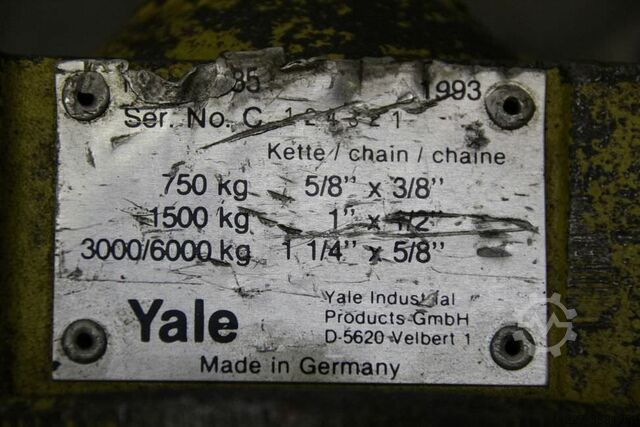 85 1993
Ser. No. C 124321
Kette / chain / chaine
750 kg 5/8" x 3/8"
1500 kg 1" x 1/2"
3000/6000 kg 1 1/4" x 5/8"
Yale
Yale Industrial
Products GmbH
D-5620 Velbert 1
Made in Germany